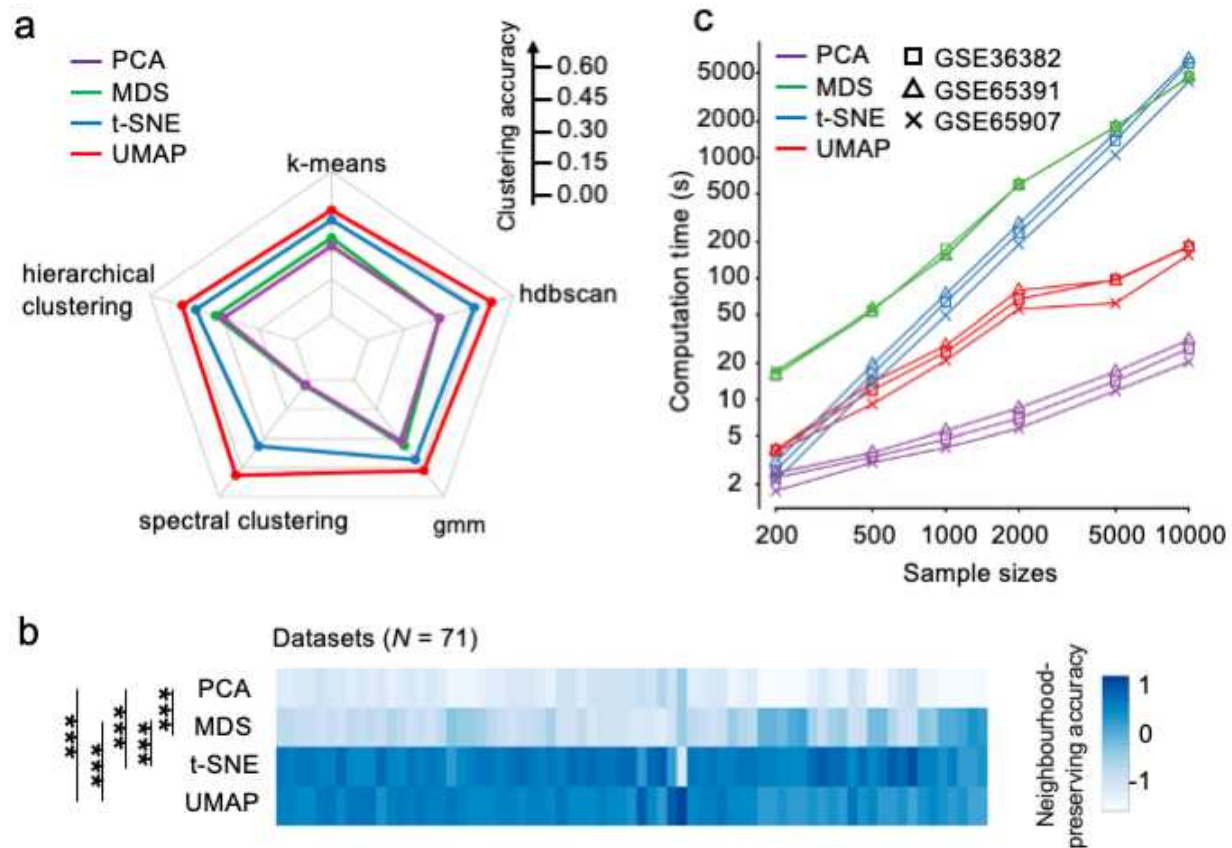 a
PCA
MDS
t-SNE
UMAP
Clustering accuracy
0.60
0.45
0.30
0.15
0.00
k-means
hierarchical
clustering
hdbscan
spectral clustering
gmm
c
PCA
MDS
t-SNE
UMAP
GSE36382
GSE65391
GSE65907
Computation time (s)
5000
2000
1000
500
200
100
50
20
10
5
2
200 500 1000 2000 5000 10000
Sample sizes
b
Datasets (N = 71)
PCA
MDS
t-SNE
UMAP
***
***
***
***
***
Neighbourhood-
preserving accuracy
1
0
-1